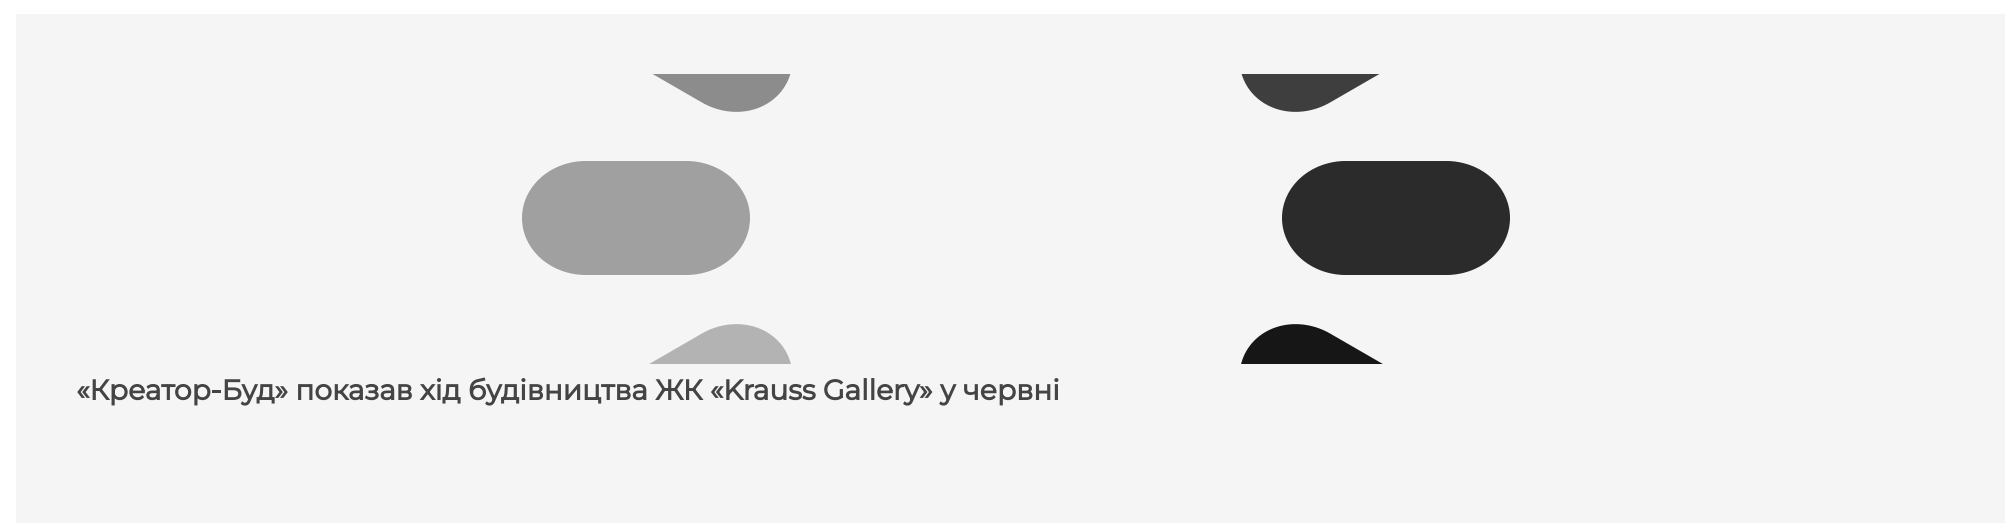 «Креатор-Буд» показав хід будівництва ЖК «Krauss Gallery» у червні